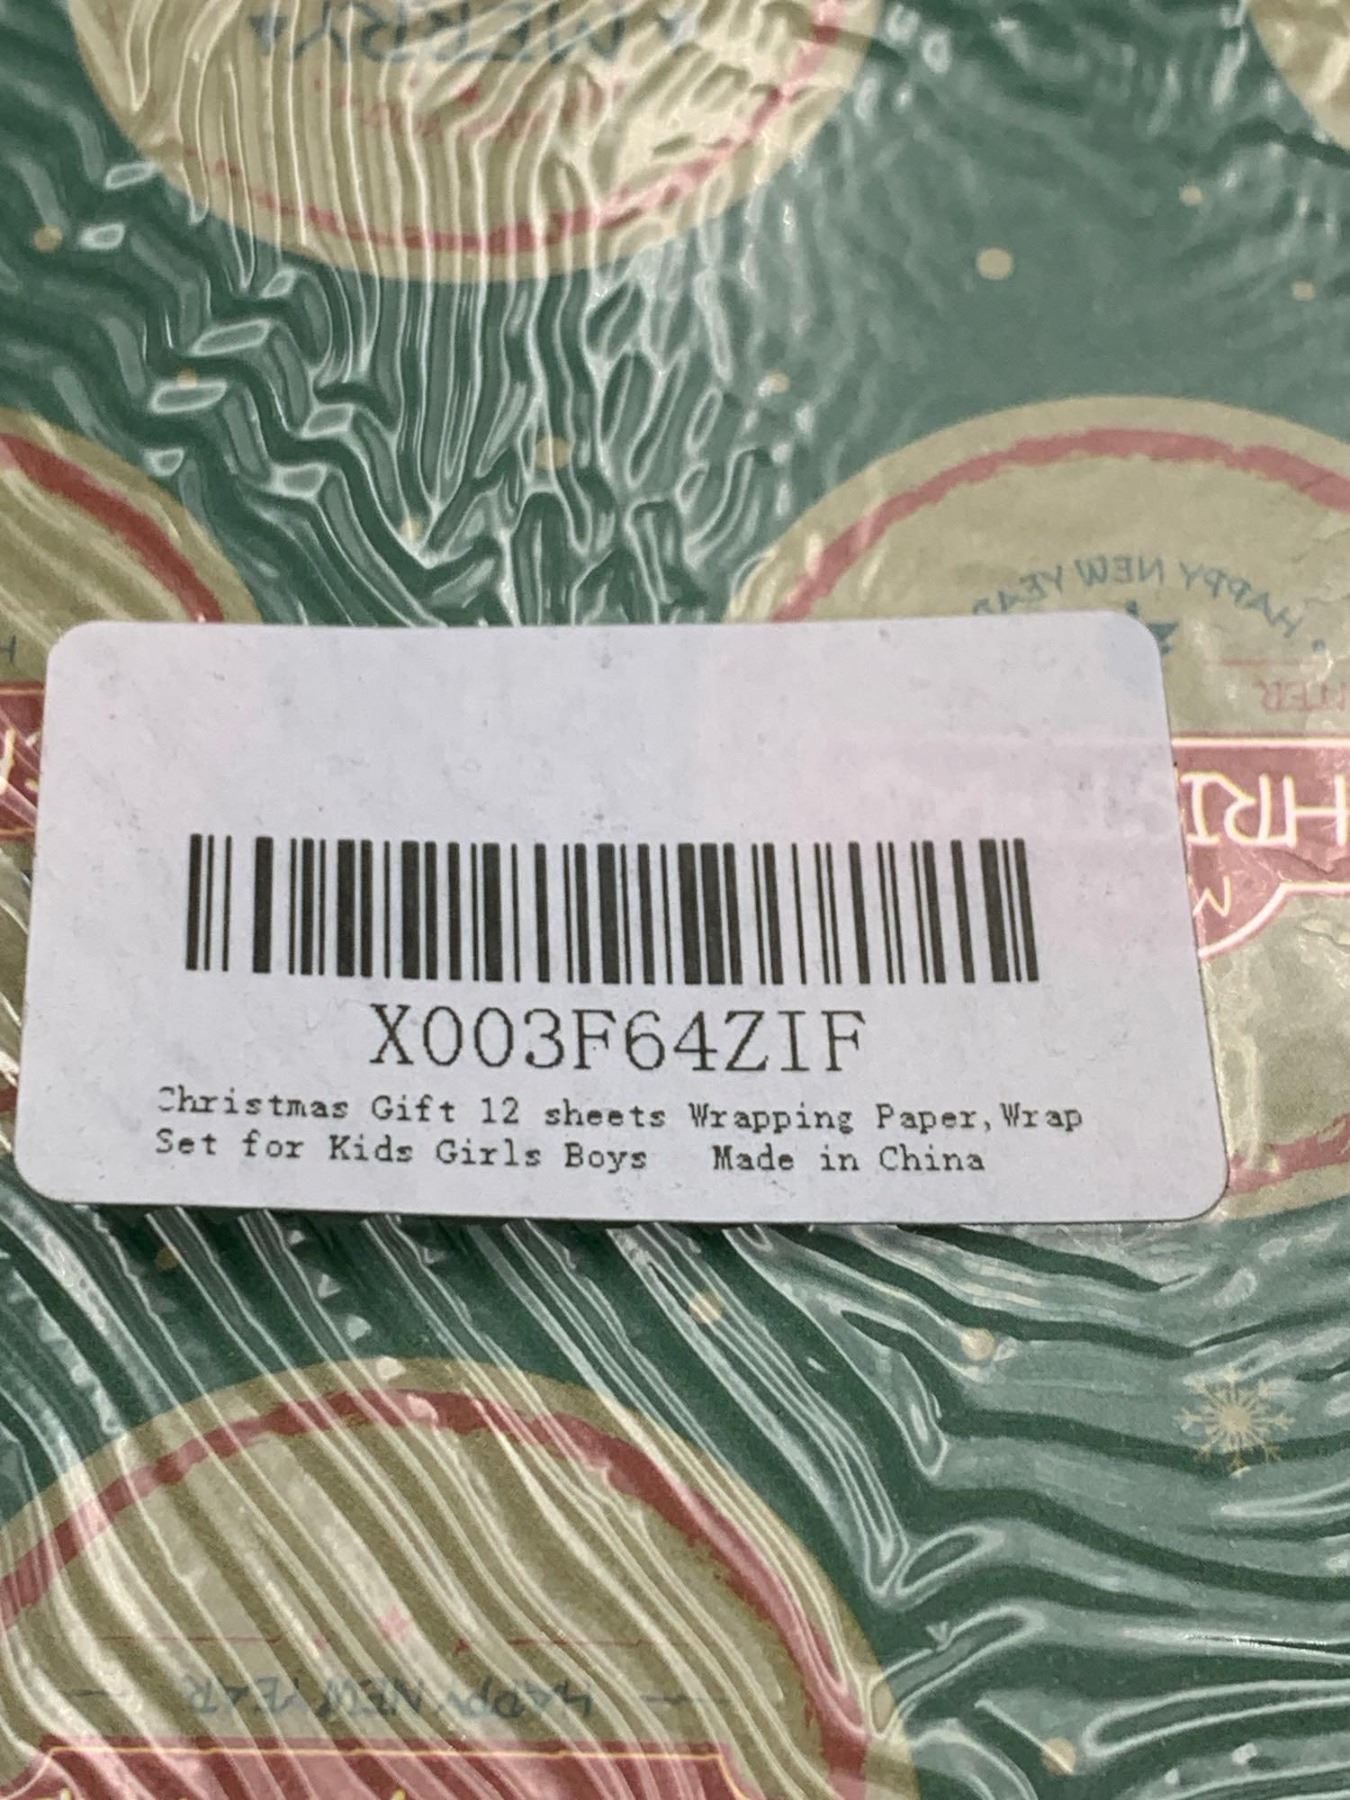 MERRY
HAPPY NEW YEAR
X003F64ZIF
Christmas Gift 12 sheets Wrapping Paper,Wrap
Set for Kids Girls Boys Made in China
HAPPY NEW YEAR